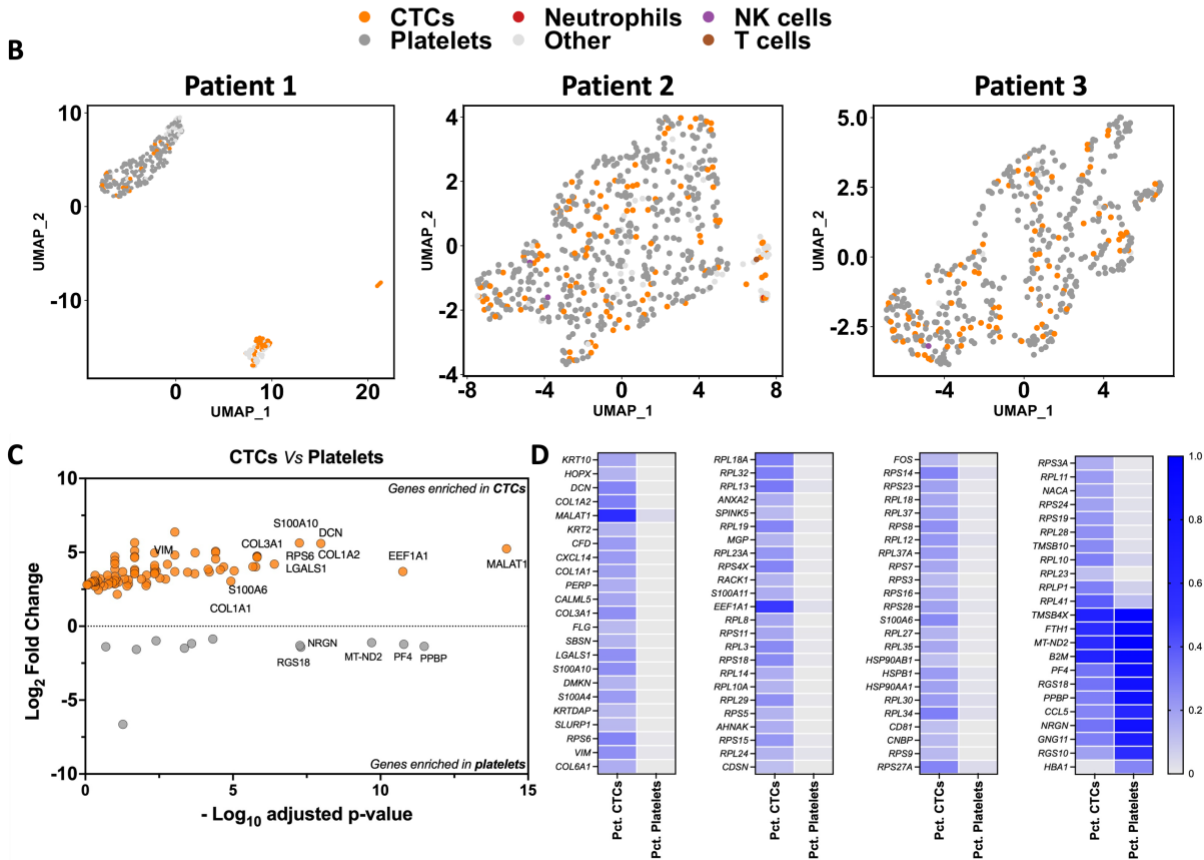 CTCs Neutrophils NK cells
Platelets Other T cells
B
Patient 1
10
0
-10
UMAP_2
0 10 20
UMAP_1
Patient 2
4
2
0
-2
-4
UMAP_2
-8 -4 0 4 8
UMAP_1
Patient 3
5.0
2.5
0.0
-2.5
UMAP_2
0 4
UMAP_1
C
CTCs Vs Platelets
Genes enriched in CTCs
10
5
0
-5
-10
Log2 Fold Change
S100A10
DCN
VIM
COL3A1
RPS6
COL1A2
EEF1A1
LGALS1
MALAT1
S100A6
COL1A1
NRGN
RGS18
MT-ND2
PF4
PPBP
Genes enriched in platelets
0 5 10 15
- Log10 adjusted p-value
D
KRT10
HOPX
DCN
COL1A2
MALAT1
KRT2
CFD
CXCL14
COL1A1
PERP
CALML5
COL3A1
FLG
SBSN
LGALS1
S100A10
DMKN
S100A4
KRTDAP
SLURP1
RPS6
VIM
COL6A1
Pct. CTCs
Pct. Platelets
RPL18A
RPL32
RPL13
ANXA2
SPINK5
RPL19
MGP
RPL23A
RPS4X
RACK1
S100A11
EEF1A1
RPL8
RPS11
RPL3
RPS18
RPL14
RPL10A
RPL29
RPS5
AHNAK
RPS15
RPL24
CDSN
Pct. CTCs
Pct. Platelets
FOS
RPS14
RPS23
RPL18
RPL37
RPS8
RPL12
RPL37A
RPS7
RPS3
RPS16
RPS28
S100A6
RPL27
RPL35
HSP90AB1
HSPB1
HSP90AA1
RPL30
RPL34
CD81
CNBP
RPS9
RPS27A
Pct. CTCs
Pct. Platelets
RPS3A
RPL11
NACA
RPS24
RPS19
RPL28
TMSB10
RPL10
RPL23
RPLP1
RPL41
TMSB4X
FTH1
MT-ND2
B2M
PF4
RGS18
PPBP
CCL5
NRGN
GNG11
RGS10
HBA1
Pct. CTCs
Pct. Platelets
1.0
0.8
0.6
0.4
0.2
0